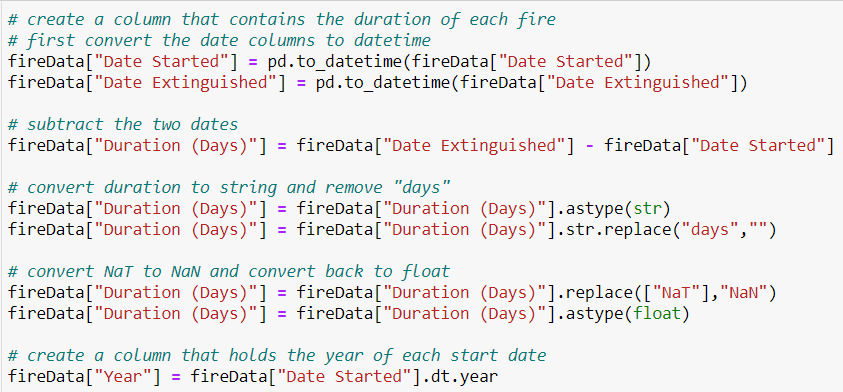 # create a column that contains the duration of each fire
# first convert the date columns to datetime
fireData["Date Started"] = pd.to_datetime(fireData["Date Started"])
fireData["Date Extinguished"] = pd.to_datetime(fireData["Date Extinguished"])
# subtract the two dates
fireData["Duration (Days)"] = fireData["Date Extinguished"] - fireData["Date Started"]
# convert duration to string and remove "days"
fireData["Duration (Days)"] = fireData["Duration (Days)"].astype(str)
fireData["Duration (Days)"] = fireData["Duration (Days)"].str.replace("days","")
# convert NaT to NaN and convert back to float
fireData["Duration (Days)"] = fireData["Duration (Days)"].replace(["NaT"],"NaN")
fireData["Duration (Days)"] = fireData["Duration (Days)"].astype(float)
# create a column that holds the year of each start date
fireData["Year"] = fireData["Date Started"].dt.year